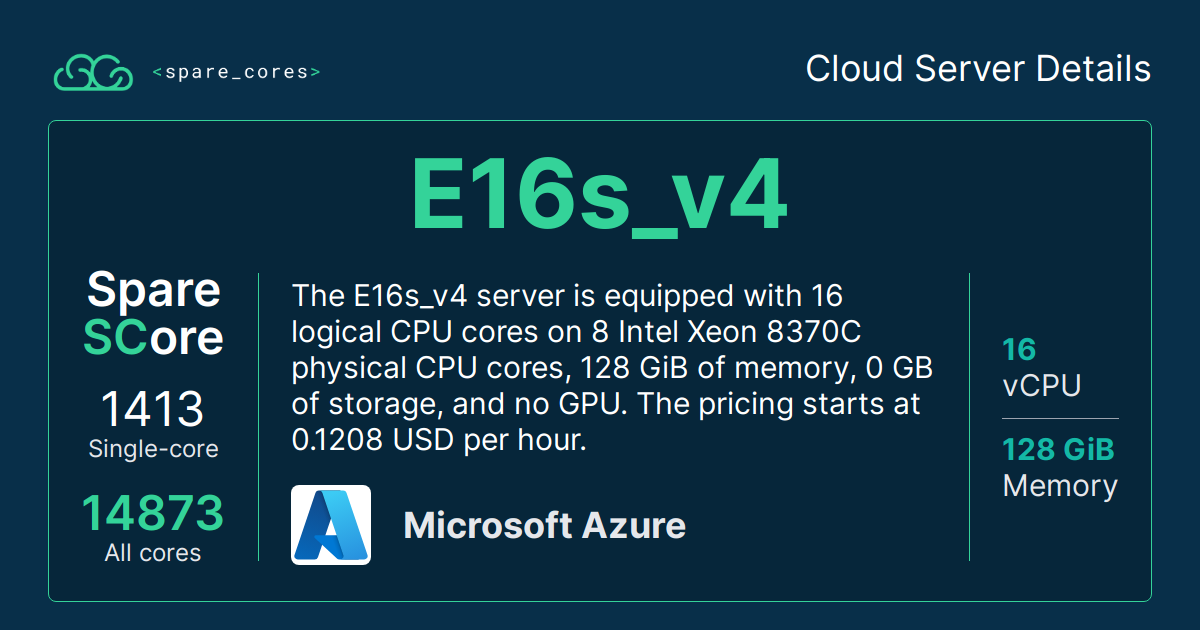 <spare_cores>
Cloud Server Details
E16s_v4
Spare
SCore
1413
Single-core
14873
All cores
The E16s_v4 server is equipped with 16
logical CPU cores on 8 Intel Xeon 8370C
physical CPU cores, 128 GiB of memory, 0 GB
of storage, and no GPU. The pricing starts at
0.1208 USD per hour.
Microsoft Azure
16
vCPU
128 GiB
Memory